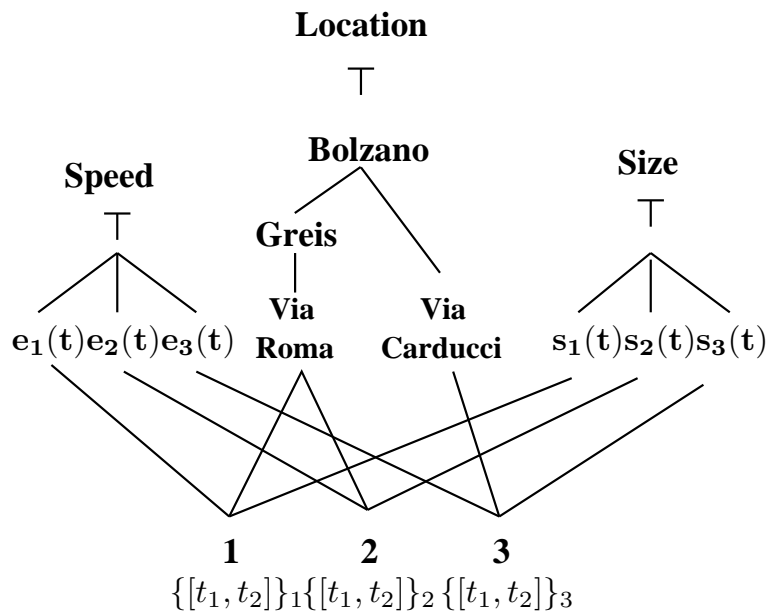 Location
⊤
Bolzano
Speed
Size
⊤
⊤
Greis
Via
Roma
Via
Carducci
e₁(t)e₂(t)e₃(t)
s₁(t)s₂(t)s₃(t)
1 2 3
{[t₁, t₂]}₁{[t₁, t₂]}₂ {[t₁, t₂]}₃